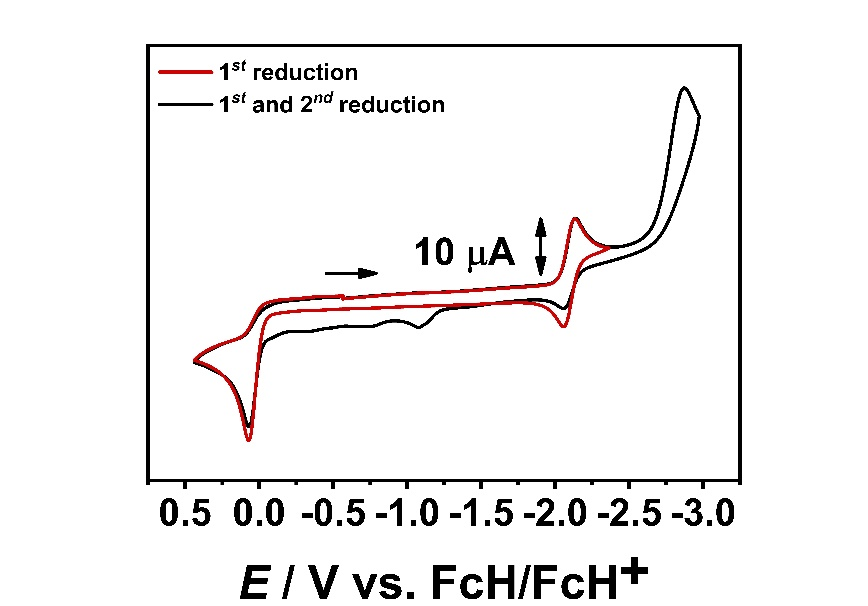 1st reduction
1st and 2nd reduction
10 μA
0.5 0.0 -0.5 -1.0 -1.5 -2.0 -2.5 -3.0
E / V vs. FcH/FcH+